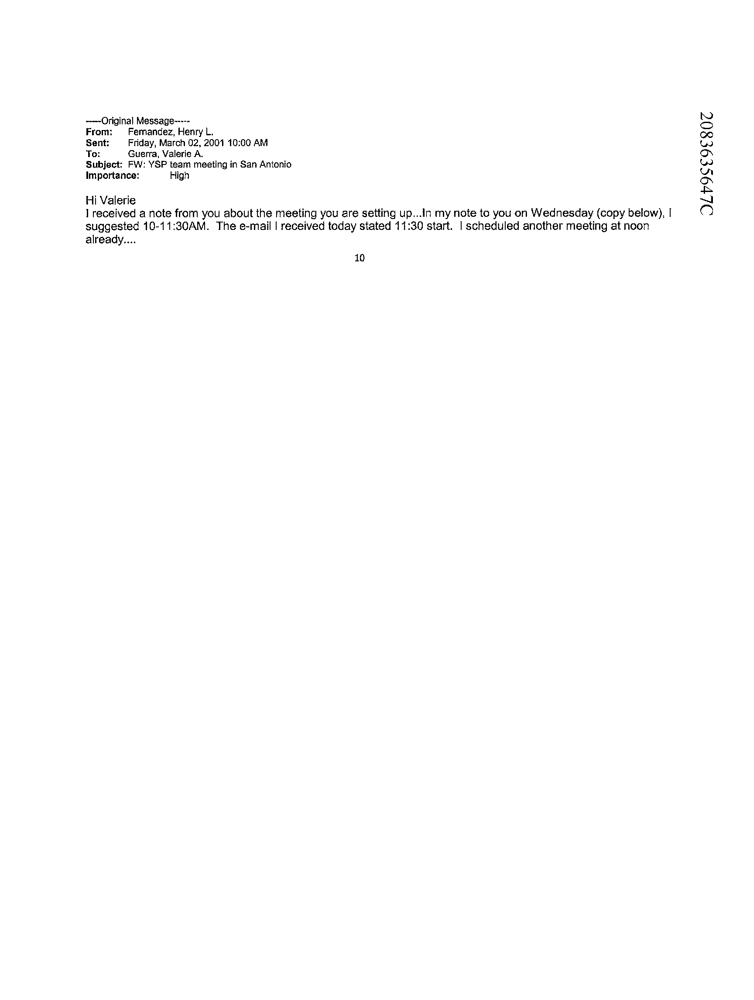 -----Original Message-----
From: Fernandez, Henry L.
Sent: Friday, March 02, 2001 10:00 AM
To: Guerra, Valerie A.
Subject: FW: YSP team meeting in San Antonio
Importance: High
Hi Valerie
I received a note from you about the meeting you are setting up...In my note to you on Wednesday (copy below), I
suggested 10-11:30AM. The e-mail I received today stated 11:30 start. I scheduled another meeting at noon
already....
10
2083635647C